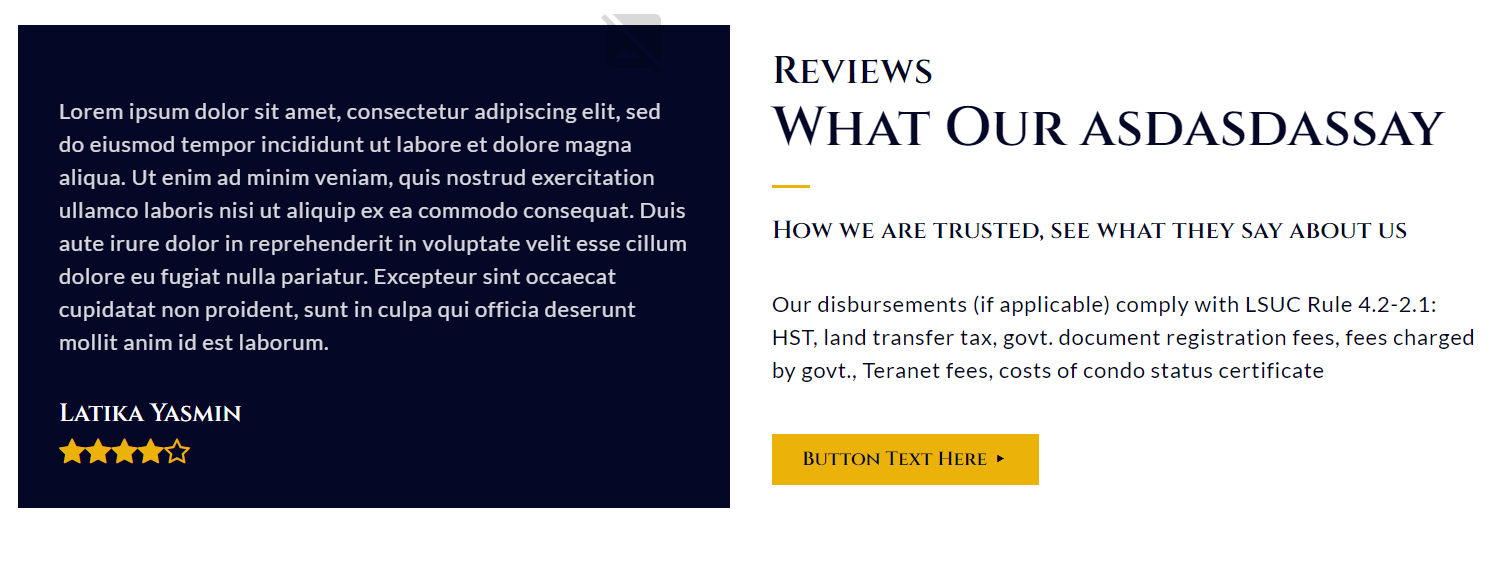 Lorem ipsum dolor sit amet, consectetur adipiscing elit, sed
do eiusmod tempor incididunt ut labore et dolore magna
aliqua. Ut enim ad minim veniam, quis nostrud exercitation
ullamco laboris nisi ut aliquip ex ea commodo consequat. Duis
aute irure dolor in reprehenderit in voluptate velit esse cillum
dolore eu fugiat nulla pariatur. Excepteur sint occaecat
cupidatat non proident, sunt in culpa qui officia deserunt
mollit anim id est laborum.
Latika Yasmin
Reviews
What Our asdasdassay
How we are trusted, see what they say about us
Our disbursements (if applicable) comply with LSUC Rule 4.2-2.1:
HST, land transfer tax, govt. document registration fees, fees charged
by govt., Teranet fees, costs of condo status certificate
Button Text Here